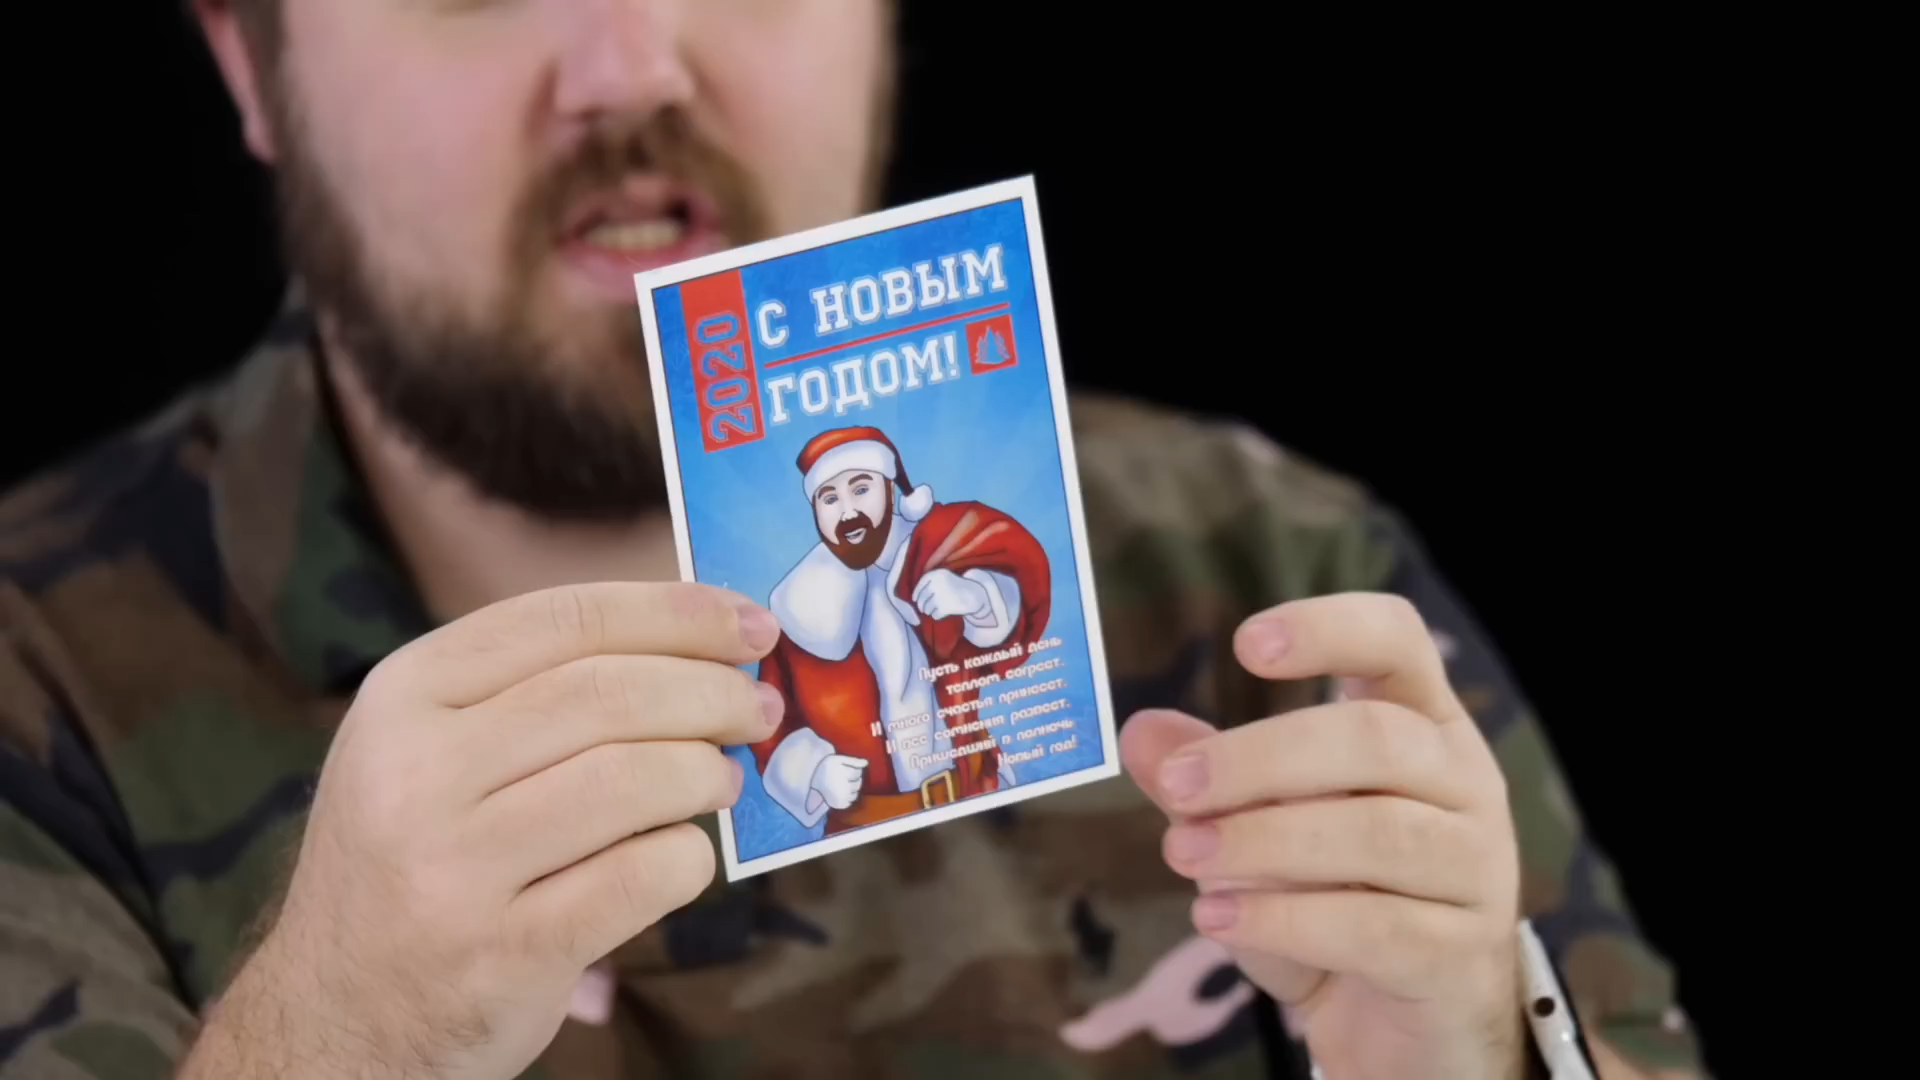 2020
С НОВЫМ
ГОДОМ!
Пусть каждый день
теплом согреет.
И много счастья принесет.
И все сомнения развеет.
Пришедший в полночь
Новый год!